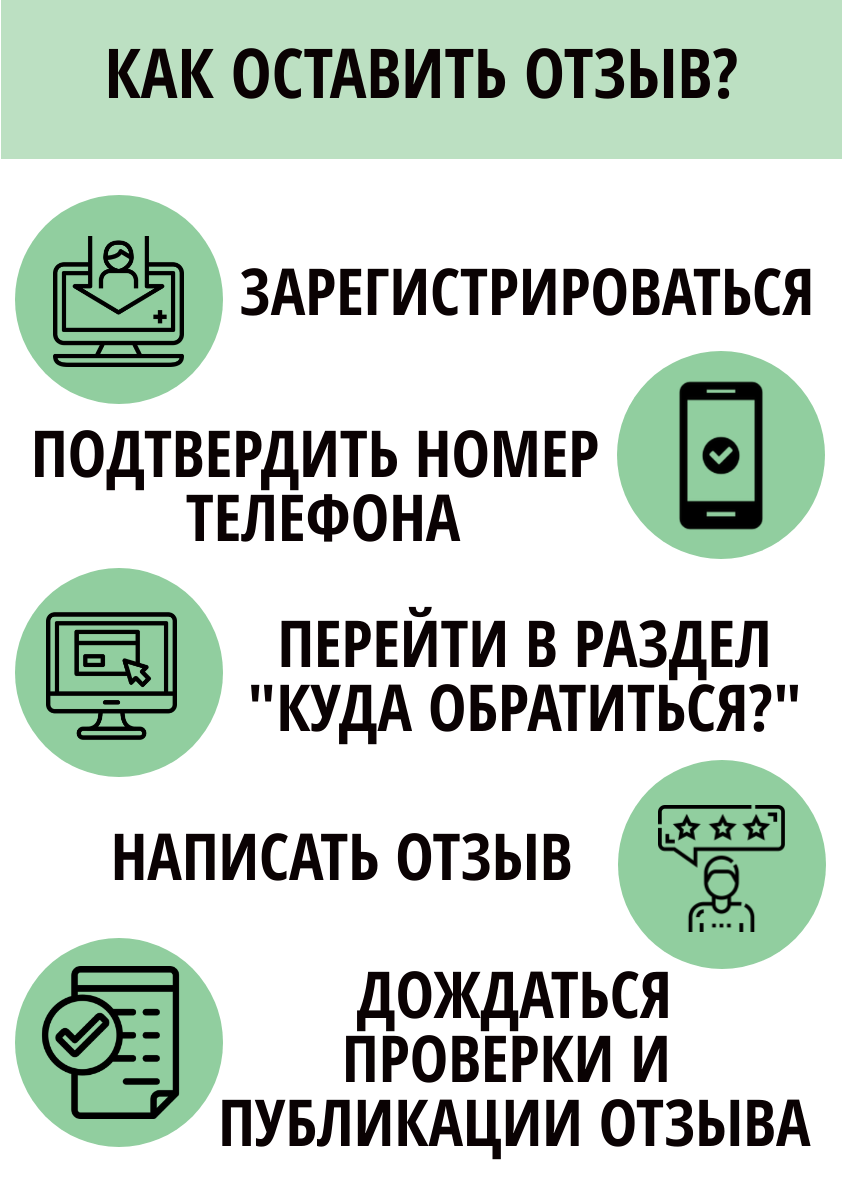 КАК ОСТАВИТЬ ОТЗЫВ?
ЗАРЕГИСТРИРОВАТЬСЯ
ПОДТВЕРДИТЬ НОМЕР
ТЕЛЕФОНА
ПЕРЕЙТИ В РАЗДЕЛ
"КУДА ОБРАТИТЬСЯ?"
НАПИСАТЬ ОТЗЫВ
ДОЖДАТЬСЯ
ПРОВЕРКИ И
ПУБЛИКАЦИИ ОТЗЫВА